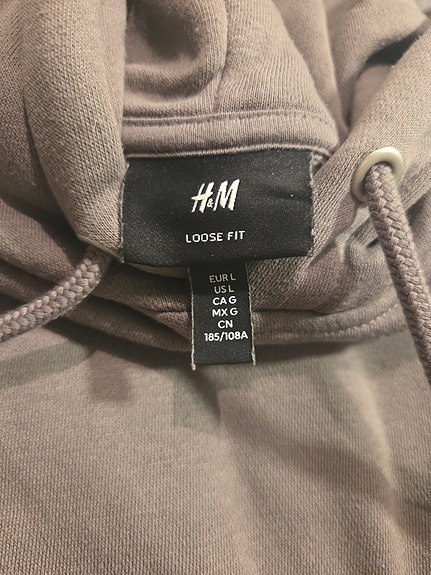 H&M
LOOSE FIT
EUR L
US L
CA G
MX G
CN
185/108A